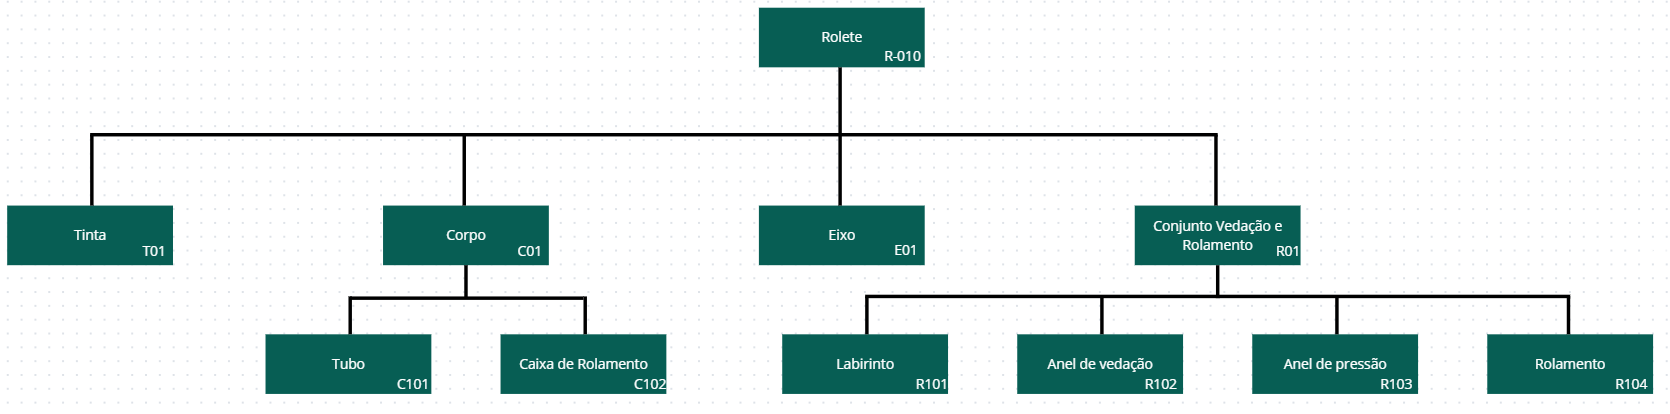 Rolete
R-010
Tinta
T01
Corpo
C01
Eixo
E01
Conjunto Vedação e
Rolamento
R01
Tubo
C101
Caixa de Rolamento
C102
Labirinto
R101
Anel de vedação
R102
Anel de pressão
R103
Rolamento
R104